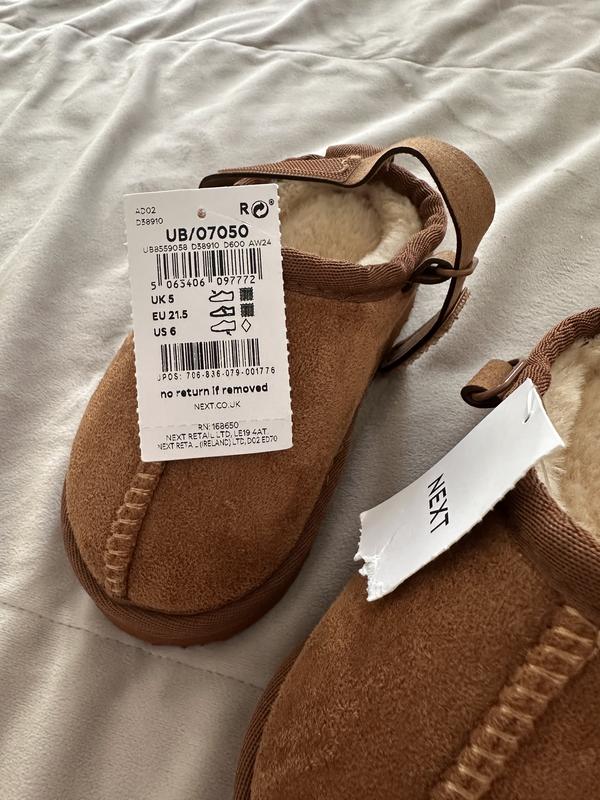 AD02
D38910
R
UB/07050
UB8559058 D38910 D600 AW24
5 063406 097772
UK 5
EU 21.5
US 6
JPOS: 706-836-079-001776
no return if removed
NEXT.CO.UK
RN: 168650
NEXT RETAIL LTD, LE19 4AT,
NEXT RETAIL (IRELAND) LTD, D02 ED70
NEXT